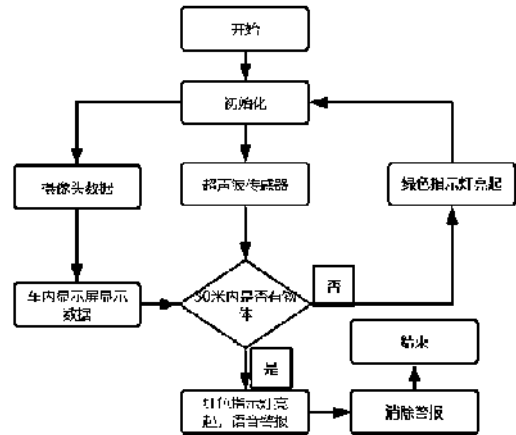 开始
初始化
摄像头数据
超声波传感器
绿色指示灯亮起
车内显示屏显示
数据
50米内是否有物
体
否
是
红色指示灯亮
起，语音警报
消除警报
结束